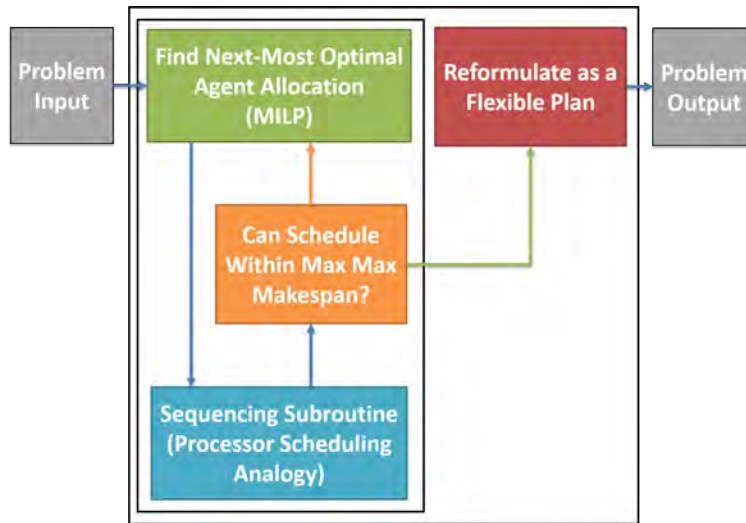 Problem
Input
Find Next-Most Optimal
Agent Allocation
(MILP)
Reformulate as a
Flexible Plan
Problem
Output
Can Schedule
Within Max Max
Makespan?
Sequencing Subroutine
(Processor Scheduling
Analogy)